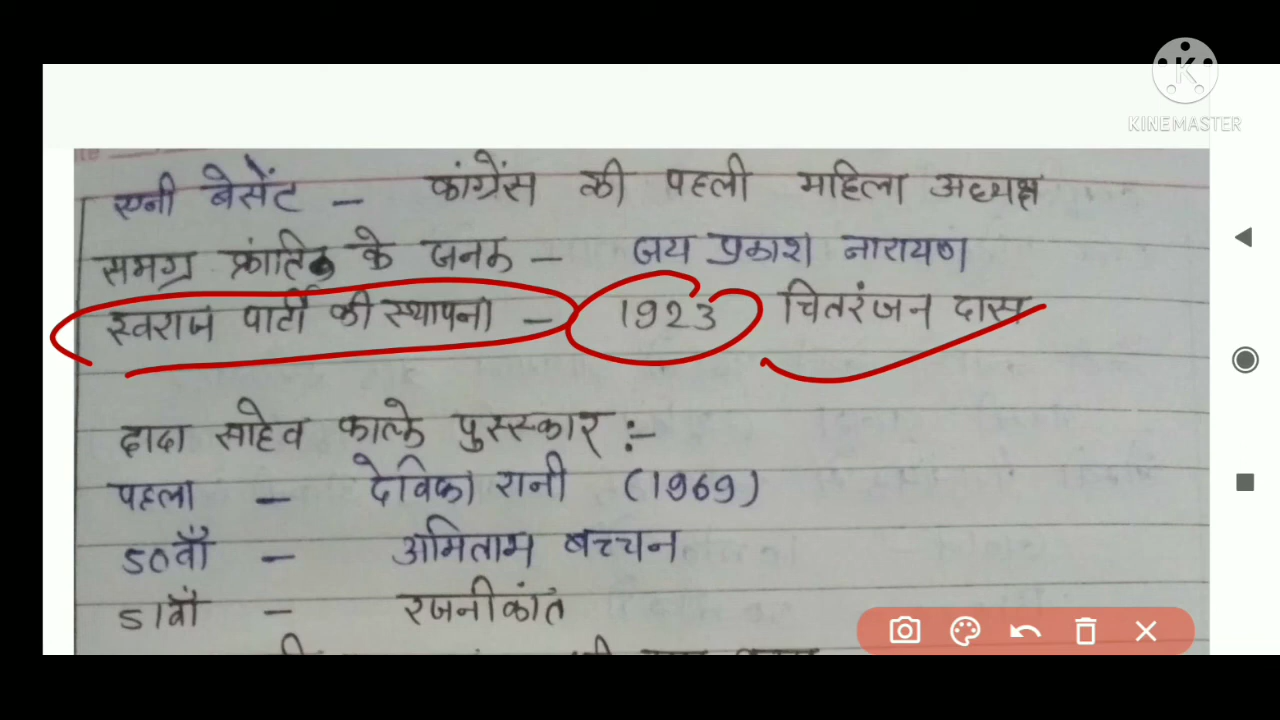 KINEMASTER
एनी बेसेंट – कांग्रेंस की पहली महिला अध्यक्ष
समग्र क्रांति के जनक – जय प्रकाश नारायण
स्वराज पार्टी की स्थापना – 1923 चितरंजन दास
दादा साहेव फाल्के पुरस्कार :-
पहला – देविका रानी (1969)
50वाँ – अमिताभ बच्चन
51वाँ – रजनीकांत